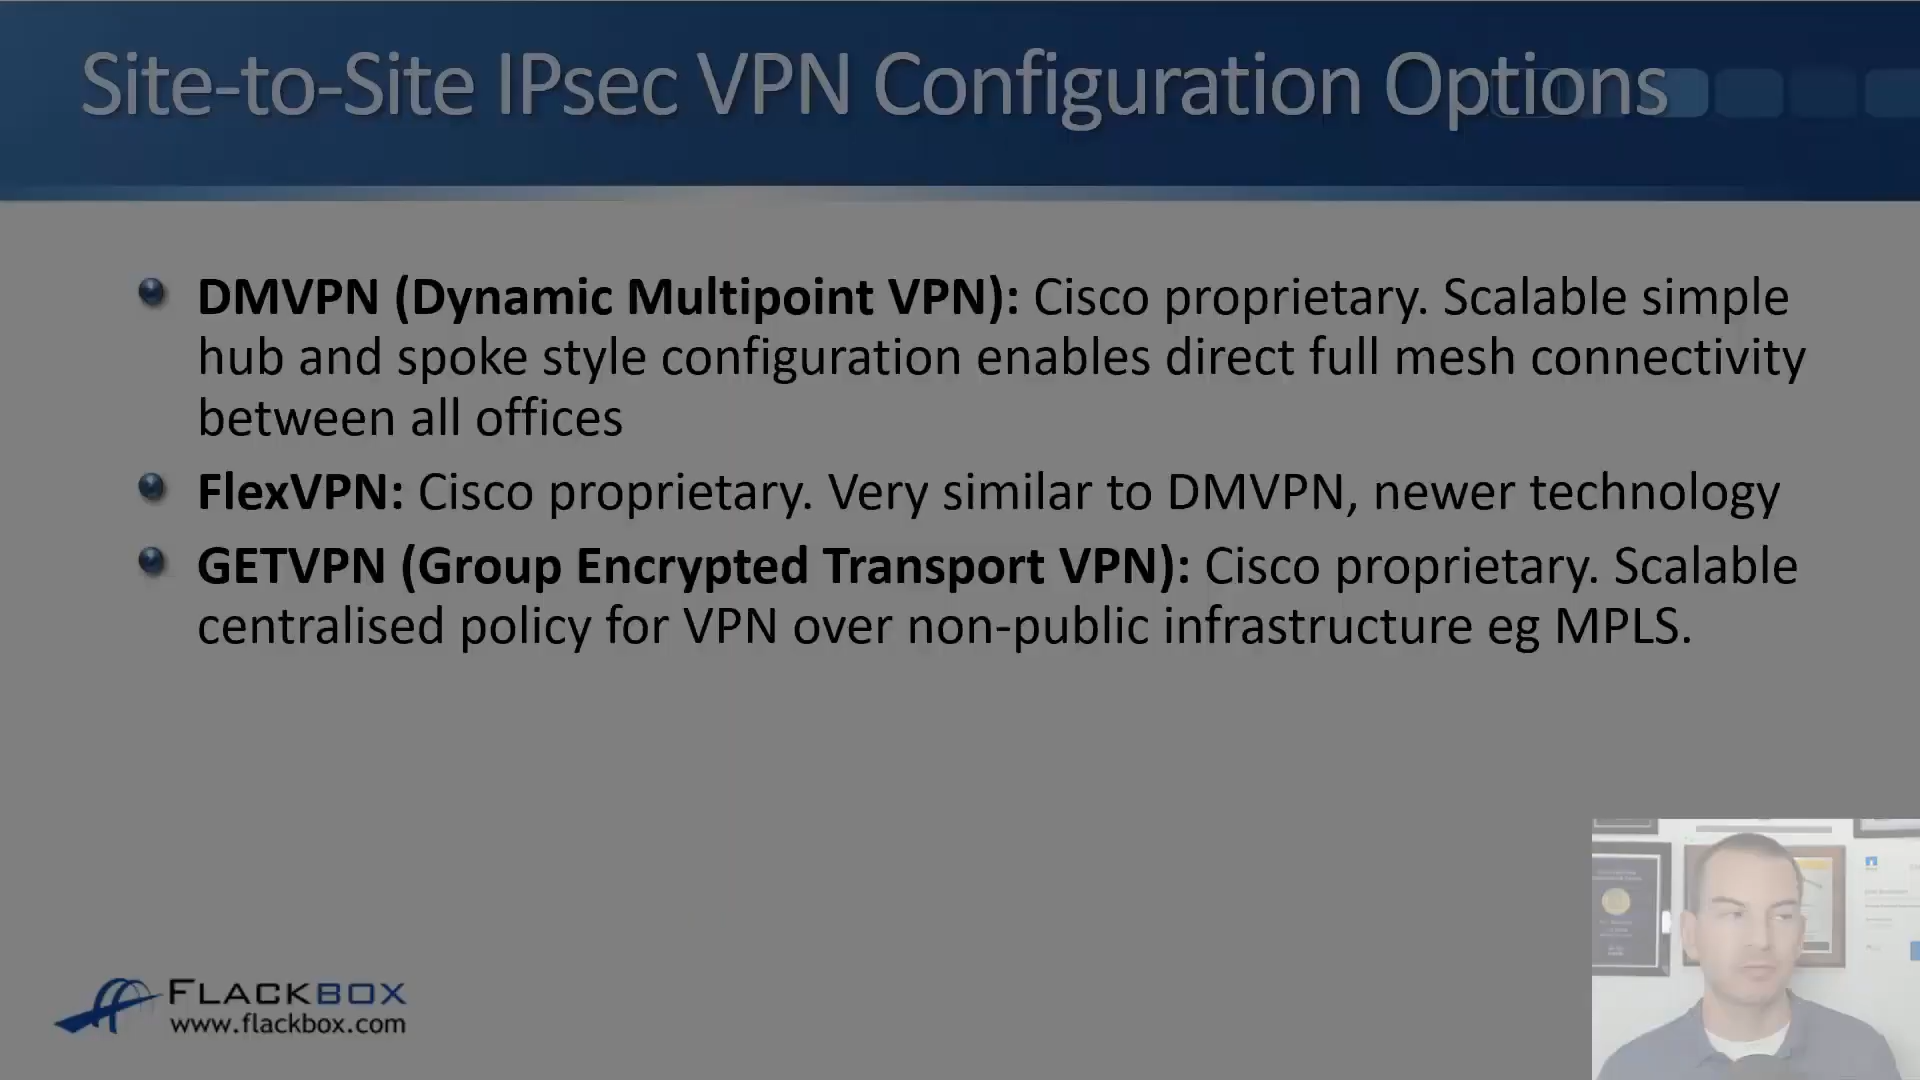 Site-to-Site IPsec VPN Configuration Options
DMVPN (Dynamic Multipoint VPN): Cisco proprietary. Scalable simple
hub and spoke style configuration enables direct full mesh connectivity
between all offices
FlexVPN: Cisco proprietary. Very similar to DMVPN, newer technology
GETVPN (Group Encrypted Transport VPN): Cisco proprietary. Scalable
centralised policy for VPN over non-public infrastructure eg MPLS.
FLACKBOX
www.flackbox.com